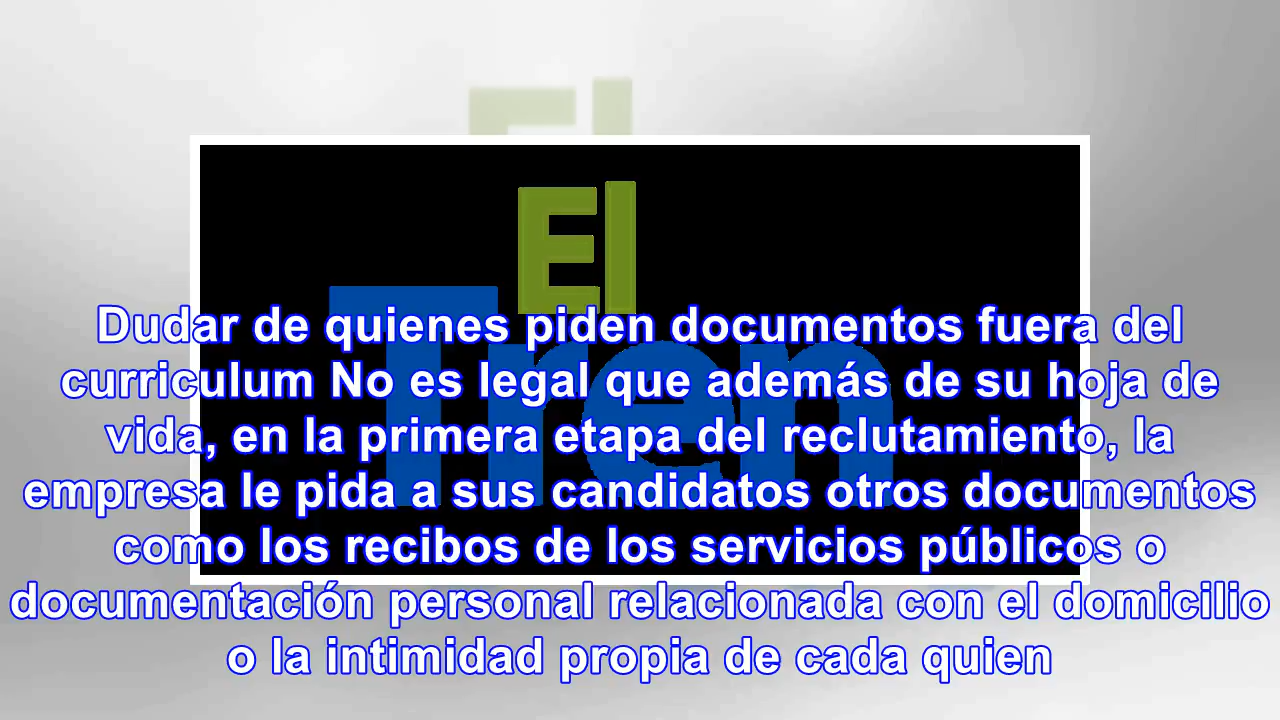 El
El
Tren
Dudar de quienes piden documentos fuera del
curriculum No es legal que además de su hoja de
vida, en la primera etapa del reclutamiento, la
empresa le pida a sus candidatos otros documentos
como los recibos de los servicios públicos o
documentación personal relacionada con el domicilio
o la intimidad propia de cada quien